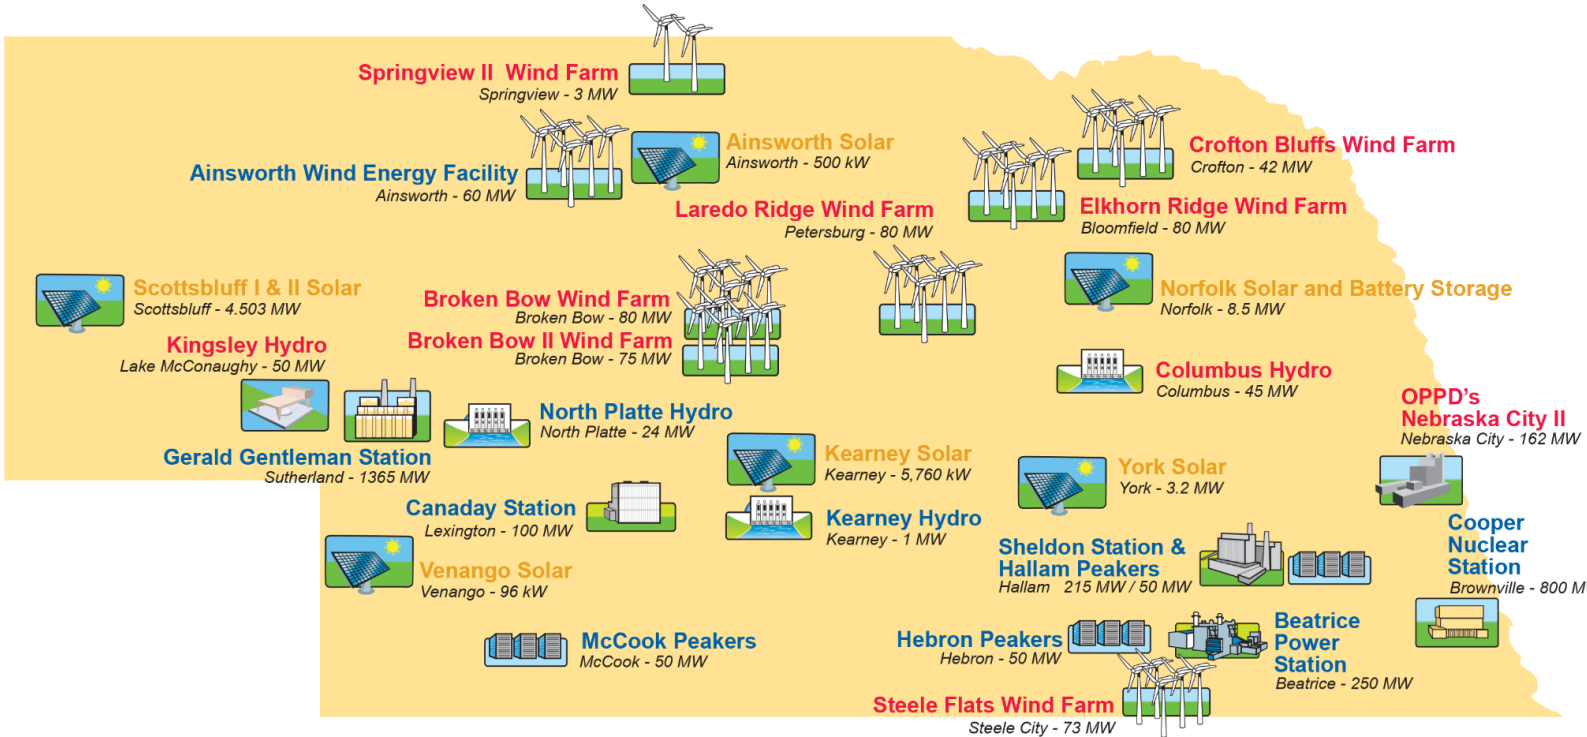 Springview II Wind Farm
Springview - 3 MW
Ainsworth Solar
Ainsworth - 500 kW
Ainsworth Wind Energy Facility
Ainsworth - 60 MW
Crofton Bluffs Wind Farm
Crofton - 42 MW
Laredo Ridge Wind Farm
Petersburg - 80 MW
Elkhorn Ridge Wind Farm
Bloomfield - 80 MW
Scottsbluff I & II Solar
Scottsbluff - 4.503 MW
Broken Bow Wind Farm
Broken Bow - 80 MW
Broken Bow II Wind Farm
Broken Bow - 75 MW
Norfolk Solar and Battery Storage
Norfolk - 8.5 MW
Kingsley Hydro
Lake McConaughy - 50 MW
Columbus Hydro
Columbus - 45 MW
OPPD's
Nebraska City II
Nebraska City - 162 MW
North Platte Hydro
North Platte - 24 MW
Gerald Gentleman Station
Sutherland - 1365 MW
Kearney Solar
Kearney - 5,760 kW
York Solar
York - 3.2 MW
Canaday Station
Lexington - 100 MW
Kearney Hydro
Kearney - 1 MW
Cooper
Nuclear
Station
Brownville - 800 M
Sheldon Station &
Hallam Peakers
Hallam 215 MW / 50 MW
Venango Solar
Venango - 96 kW
McCook Peakers
McCook - 50 MW
Hebron Peakers
Hebron - 50 MW
Beatrice
Power
Station
Beatrice - 250 MW
Steele Flats Wind Farm
Steele City - 73 MW